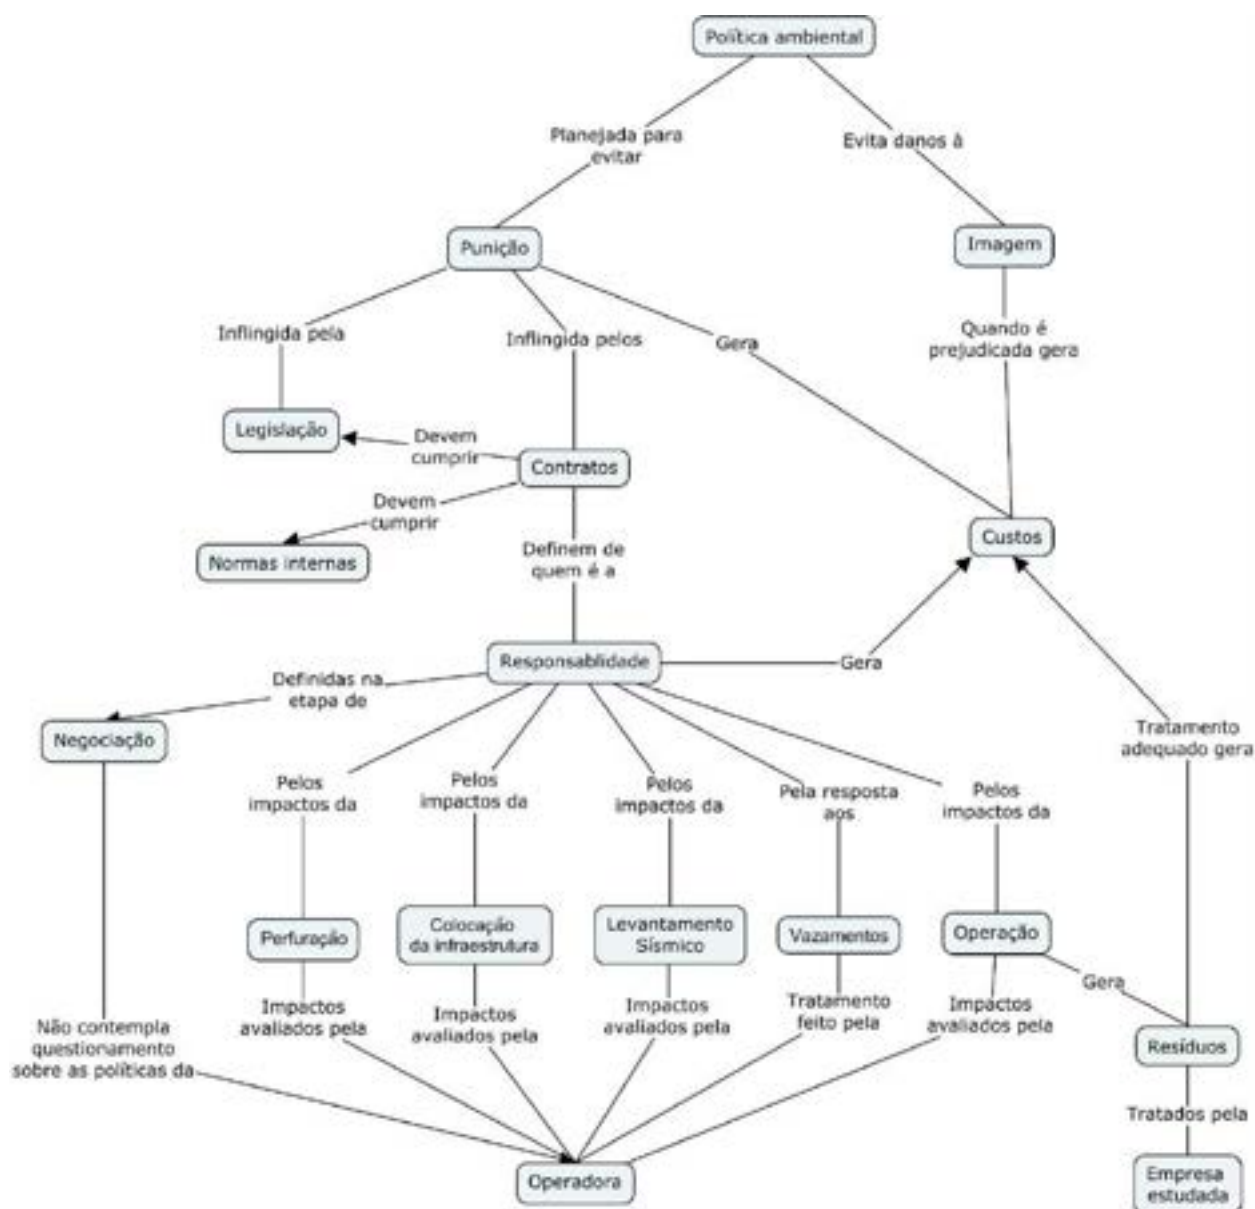 Política ambiental
Planejada para
evitar
Evita danos à
Punição
Imagem
Inflingida pela
Inflingida pelos
Gera
Quando é
prejudicada gera
Legislação
Devem
cumprir
Contratos
Devem
cumprir
Normas internas
Definem de
quem é a
Custos
Responsablidade
Gera
Definidas na
etapa de
Negociação
Tratamento
adequado gera
Pelos
impactos da
Pelos
impactos da
Pelos
impactos da
Pela resposta
aos
Pelos
impactos da
Perfuração
Colocação
da infraestrutura
Levantamento
Sísmico
Vazamentos
Operação
Gera
Não contempla
questionamento
sobre as políticas da
Impactos
avaliados pela
Impactos
avaliados pela
Impactos
avaliados pela
Tratamento
feito pela
Impactos
avaliados pela
Resíduos
Tratados pela
Operadora
Empresa
estudada